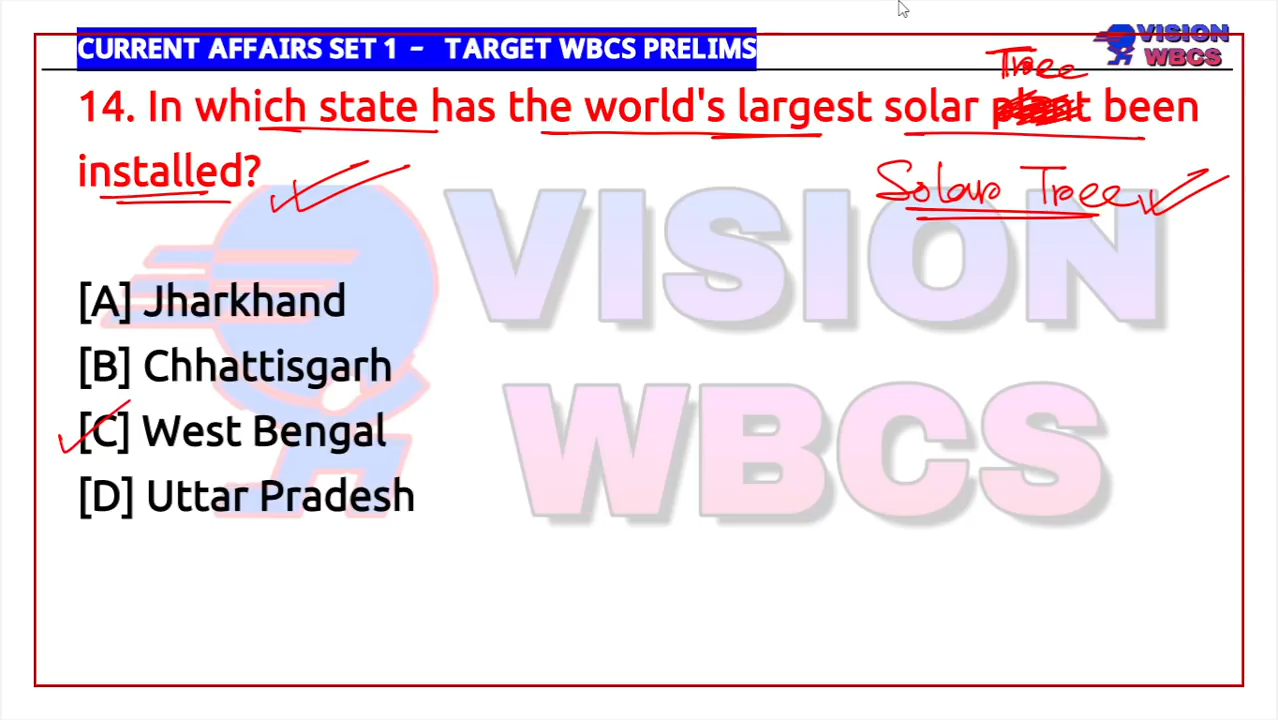 CURRENT AFFAIRS SET 1 - TARGET WBCS PRELIMS
VISION
WBCS
Tree
14. In which state has the world's largest solar been
installed?
Solar Tree
[A] Jharkhand
[B] Chhattisgarh
[C] West Bengal
[D] Uttar Pradesh
VISION
WBCS